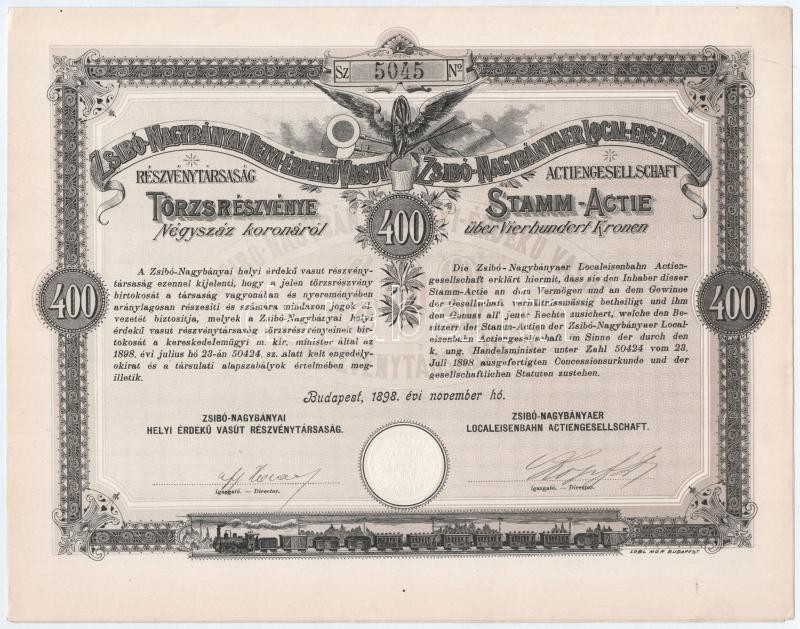 Sz 5045 Nº
ZSIBÓ-NAGYBÁNYAI HELYI-ÉRDEKŰ VASUT
RÉSZVÉNYTÁRSASÁG
TÖRZSRÉSZVÉNYE
Négyszáz koronáról
ZSIBÓ-NAGYBÁNYAER LOCAL-EISENBAHN
ACTIENGESELLSCHAFT
STAMM-ACTIE
über Vierhundert Kronen
400
400
400
A Zsibó-Nagybányai helyi érdekü vasut részvény-
társaság ezennel kijelenti, hogy a jelen törzsrészvény
birtokosát a társaság vagyonában és nyereményében
aránylagosan részesiti és számára mindazon jogok él-
vezetét biztositja, melyek a Zsibó-Nagybányai helyi
érdekü vasut részvénytársaság törzsrészvényeinek bir-
tokosát a kereskedelemügyi m. kir. minister által az
1898. évi julius hó 23-án 50424. sz. alatt kelt engedély-
okirat és a társulati alapszabályok értelmében meg-
illetik.
Die Zsibó-Nagybányaer Localeisenbahn Actien-
gesellschaft erklärt hiermit, dass sie den Inhaber dieser
Stamm-Actie an dem Vermögen und an dem Gewinne
der Gesellschaft verhältnissmässig betheiligt und ihm
den Genuss all' jener Rechte zusichert, welche den Be-
sitzern der Stamm-Actien der Zsibó-Nagybányaer Local-
eisenbahn Actiengesellschaft im Sinne der durch den
k. ung. Handelsminister unter Zahl 50424 vom 23.
Juli 1898 ausgefertigten Concessionsurkunde und der
gesellschaftlichen Statuten zustehen.
Budapest, 1898. évi november hó.
ZSIBÓ-NAGYBÁNYAI
HELYI ÉRDEKŰ VASÚT RÉSZVÉNYTÁRSASÁG.
igazgató. — Director.
ZSIBÓ-NAGYBÁNYAER
LOCALEISENBAHN ACTIENGESELLSCHAFT.
igazgató. — Director.
LÖBL MÓR BUDAPEST